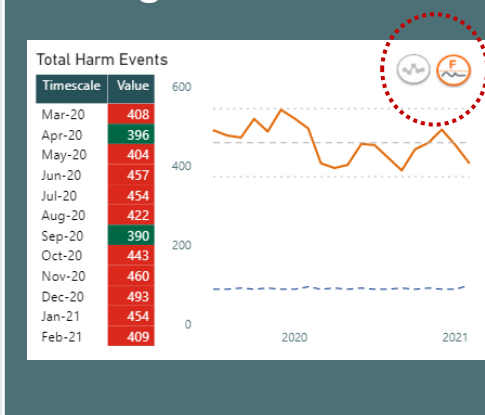 Total Harm Events
Timescale Value
Mar-20 408
Apr-20 396
May-20 404
Jun-20 457
Jul-20 454
Aug-20 422
Sep-20 390
Oct-20 443
Nov-20 460
Dec-20 493
Jan-21 454
Feb-21 409
600
400
200
0
2020 2021
F